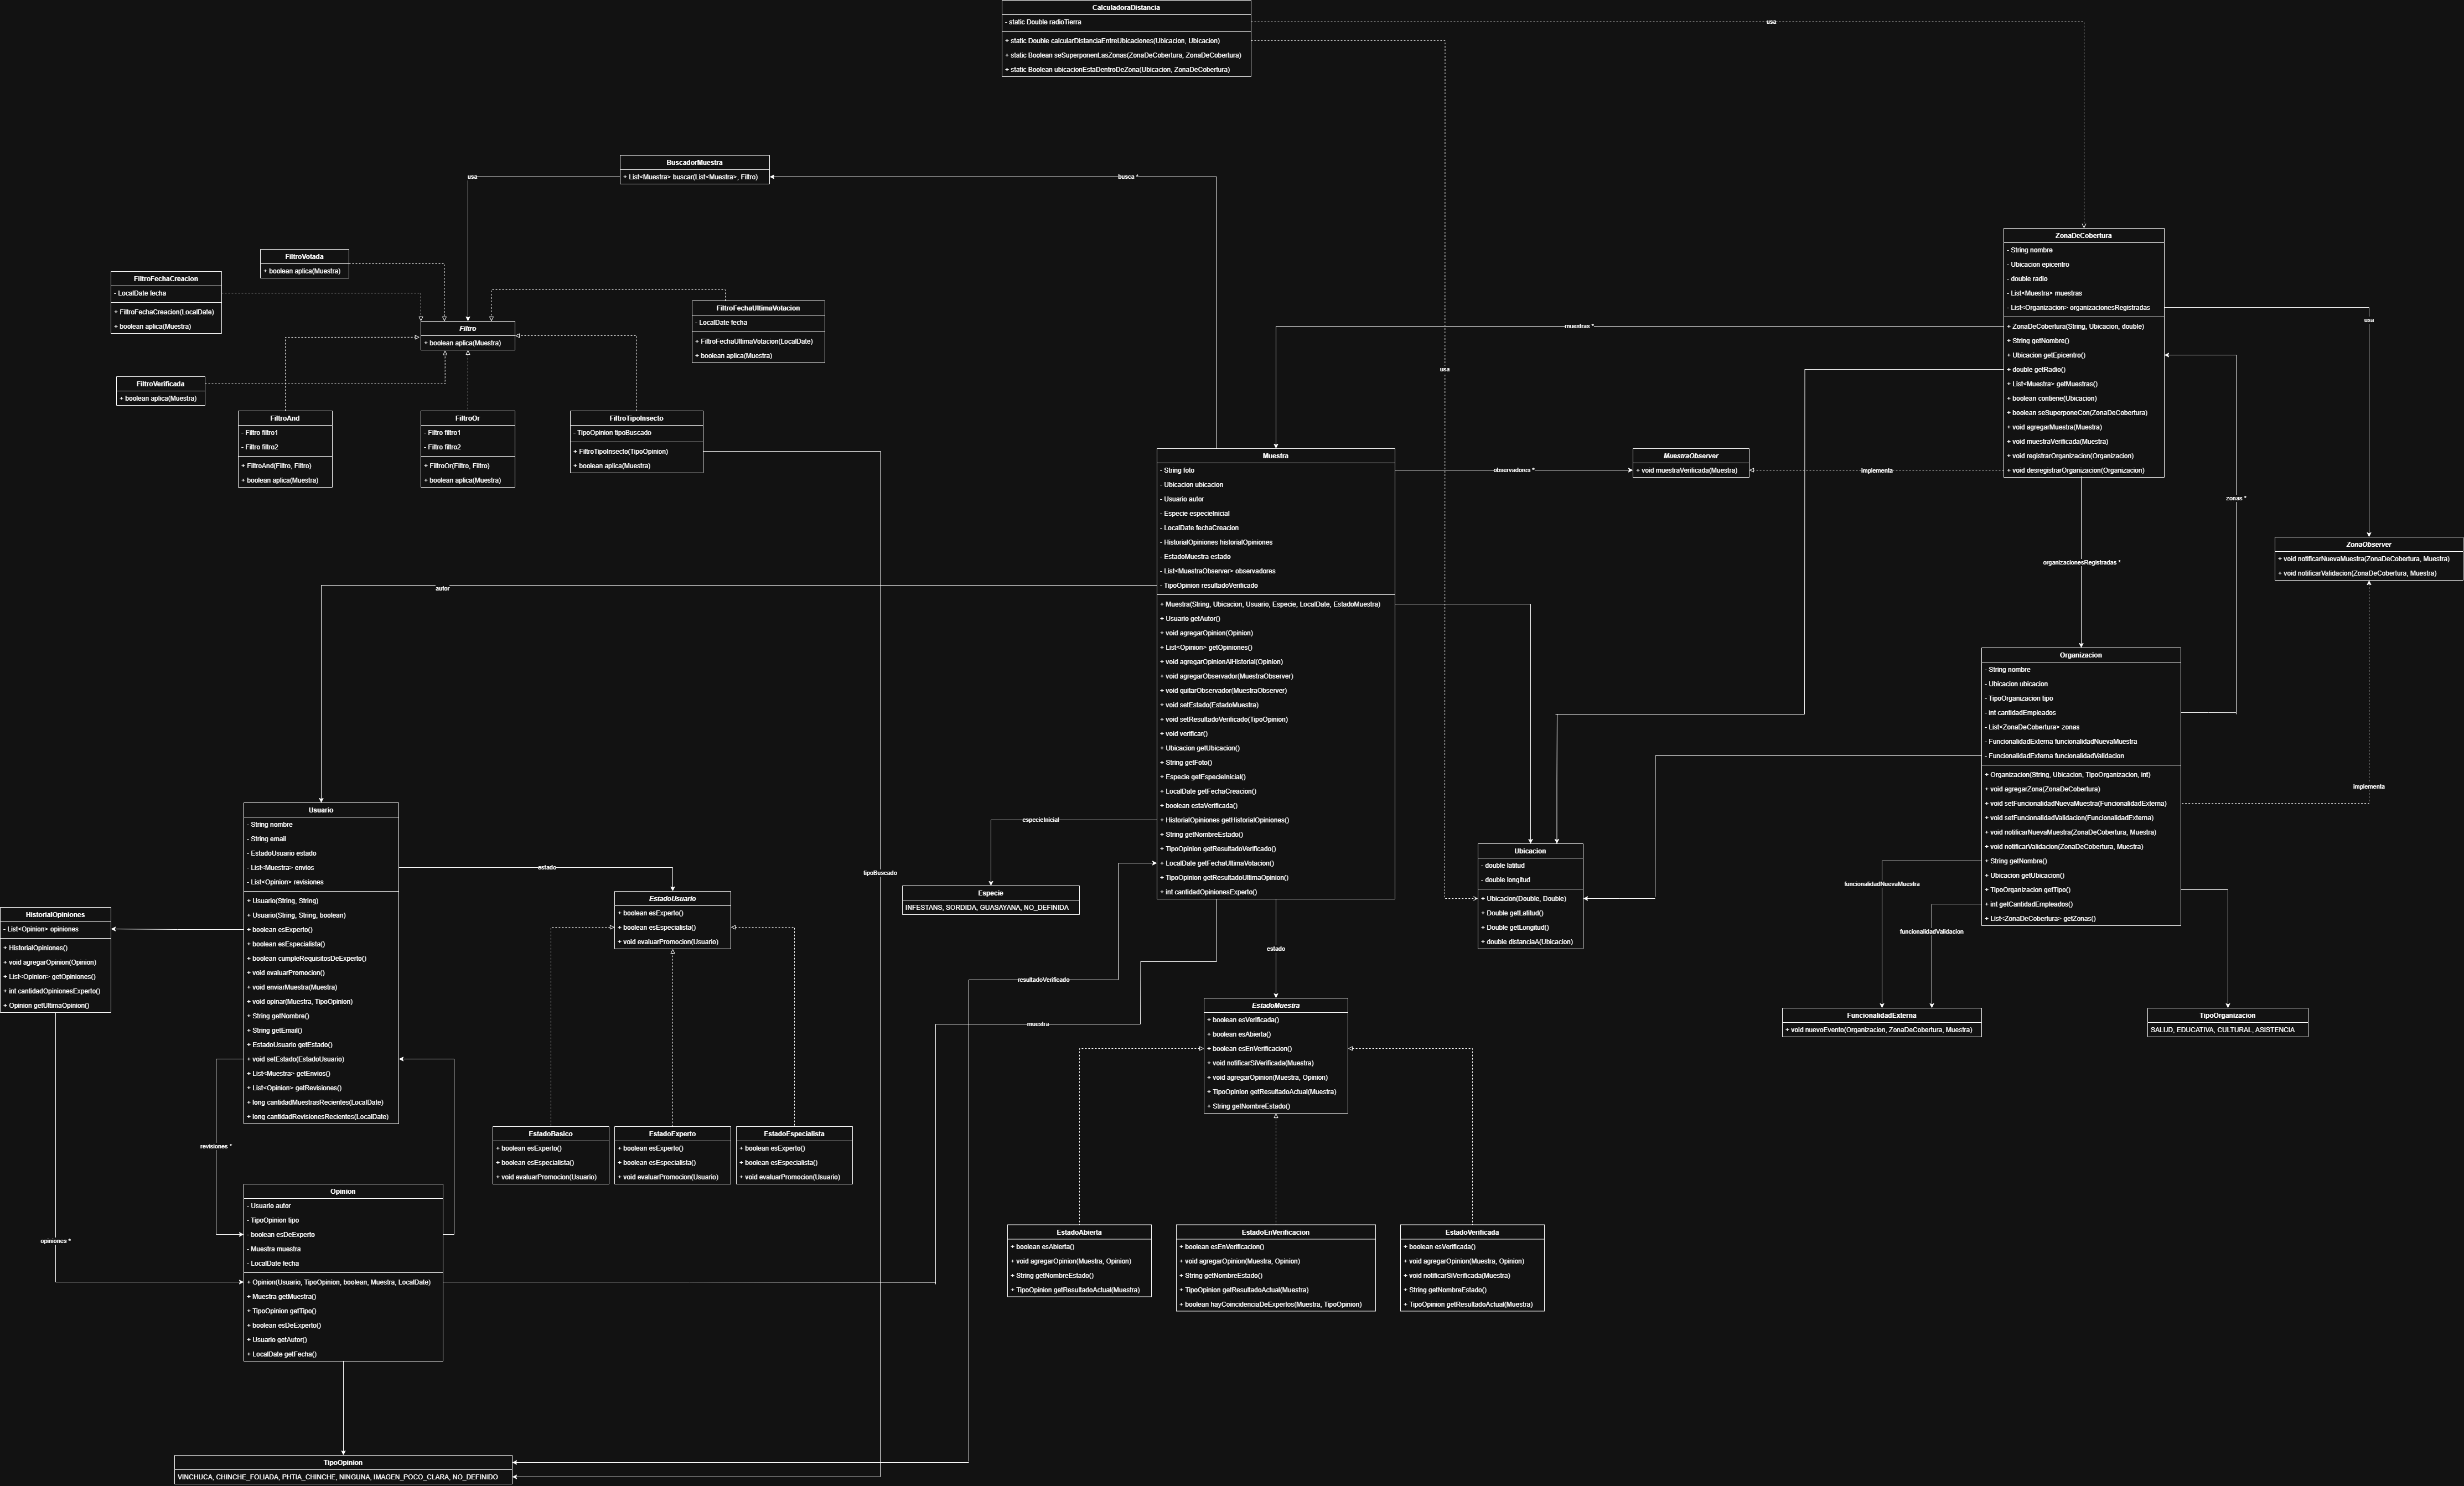 CalculadoraDistancia
- static Double radioTierra
+ static Double calcularDistanciaEntreUbicaciones(Ubicacion, Ubicacion)
+ static Boolean seSuperponenLasZonas(ZonaDeCobertura, ZonaDeCobertura)
+ static Boolean ubicacionEstaDentroDeZona(Ubicacion, ZonaDeCobertura)
usa
usa
BuscadorMuestra
+ List<Muestra> buscar(List<Muestra>, Filtro)
usa
busca *
FiltroVotada
+ boolean aplica(Muestra)
FiltroFechaCreacion
- LocalDate fecha
+ FiltroFechaCreacion(LocalDate)
+ boolean aplica(Muestra)
Filtro
+ boolean aplica(Muestra)
FiltroFechaUltimaVotacion
- LocalDate fecha
+ FiltroFechaUltimaVotacion(LocalDate)
+ boolean aplica(Muestra)
FiltroVerificada
+ boolean aplica(Muestra)
FiltroAnd
- Filtro filtro1
- Filtro filtro2
+ FiltroAnd(Filtro, Filtro)
+ boolean aplica(Muestra)
FiltroOr
- Filtro filtro1
- Filtro filtro2
+ FiltroOr(Filtro, Filtro)
+ boolean aplica(Muestra)
FiltroTipoInsecto
- TipoOpinion tipoBuscado
+ FiltroTipoInsecto(TipoOpinion)
+ boolean aplica(Muestra)
ZonaDeCobertura
- String nombre
- Ubicacion epicentro
- double radio
- List<Muestra> muestras
- List<Organizacion> organizacionesRegistradas
+ ZonaDeCobertura(String, Ubicacion, double)
+ String getNombre()
+ Ubicacion getEpicentro()
+ double getRadio()
+ List<Muestra> getMuestras()
+ boolean contiene(Ubicacion)
+ boolean seSuperponeCon(ZonaDeCobertura)
+ void agregarMuestra(Muestra)
+ void muestraVerificada(Muestra)
+ void registrarOrganizacion(Organizacion)
+ void desregistrarOrganizacion(Organizacion)
usa
muestras *
MuestraObserver
+ void muestraVerificada(Muestra)
observadores *
implementa
zonas *
organizacionesRegistradas *
ZonaObserver
+ void notificarNuevaMuestra(ZonaDeCobertura, Muestra)
+ void notificarValidacion(ZonaDeCobertura, Muestra)
implementa
Muestra
- String foto
- Ubicacion ubicacion
- Usuario autor
- Especie especieInicial
- LocalDate fechaCreacion
- HistorialOpiniones historialOpiniones
- EstadoMuestra estado
- List<MuestraObserver> observadores
- TipoOpinion resultadoVerificado
+ Muestra(String, Ubicacion, Usuario, Especie, LocalDate, EstadoMuestra)
+ Usuario getAutor()
+ void agregarOpinion(Opinion)
+ List<Opinion> getOpiniones()
+ void agregarOpinionAlHistorial(Opinion)
+ void agregarObservador(MuestraObserver)
+ void quitarObservador(MuestraObserver)
+ void setEstado(EstadoMuestra)
+ void setResultadoVerificado(TipoOpinion)
+ void verificar()
+ Ubicacion getUbicacion()
+ String getFoto()
+ Especie getEspecieInicial()
+ LocalDate getFechaCreacion()
+ boolean estaVerificada()
+ HistorialOpiniones getHistorialOpiniones()
+ String getNombreEstado()
+ TipoOpinion getResultadoVerificado()
+ LocalDate getFechaUltimaVotacion()
+ TipoOpinion getResultadoUltimaOpinion()
+ int cantidadOpinionesExperto()
autor
Organizacion
- String nombre
- Ubicacion ubicacion
- TipoOrganizacion tipo
- int cantidadEmpleados
- List<ZonaDeCobertura> zonas
- FuncionalidadExterna funcionalidadNuevaMuestra
- FuncionalidadExterna funcionalidadValidacion
+ Organizacion(String, Ubicacion, TipoOrganizacion, int)
+ void agregarZona(ZonaDeCobertura)
+ void setFuncionalidadNuevaMuestra(FuncionalidadExterna)
+ void setFuncionalidadValidacion(FuncionalidadExterna)
+ void notificarNuevaMuestra(ZonaDeCobertura, Muestra)
+ void notificarValidacion(ZonaDeCobertura, Muestra)
+ String getNombre()
+ Ubicacion getUbicacion()
+ TipoOrganizacion getTipo()
+ int getCantidadEmpleados()
+ List<ZonaDeCobertura> getZonas()
funcionalidadNuevaMuestra
funcionalidadValidacion
Usuario
- String nombre
- String email
- EstadoUsuario estado
- List<Muestra> envios
- List<Opinion> revisiones
+ Usuario(String, String)
+ Usuario(String, String, boolean)
+ boolean esExperto()
+ boolean esEspecialista()
+ boolean cumpleRequisitosDeExperto()
+ void evaluarPromocion()
+ void enviarMuestra(Muestra)
+ void opinar(Muestra, TipoOpinion)
+ String getNombre()
+ String getEmail()
+ EstadoUsuario getEstado()
+ void setEstado(EstadoUsuario)
+ List<Muestra> getEnvios()
+ List<Opinion> getRevisiones()
+ long cantidadMuestrasRecientes(LocalDate)
+ long cantidadRevisionesRecientes(LocalDate)
estado
HistorialOpiniones
- List<Opinion> opiniones
+ HistorialOpiniones()
+ void agregarOpinion(Opinion)
+ List<Opinion> getOpiniones()
+ int cantidadOpinionesExperto()
+ Opinion getUltimaOpinion()
EstadoUsuario
+ boolean esExperto()
+ boolean esEspecialista()
+ void evaluarPromocion(Usuario)
tipoBuscado
especieInicial
Especie
INFESTANS, SORDIDA, GUASAYANA, NO_DEFINIDA
Ubicacion
- double latitud
- double longitud
+ Ubicacion(Double, Double)
+ Double getLatitud()
+ Double getLongitud()
+ double distanciaA(Ubicacion)
resultadoVerificado
estado
muestra
EstadoMuestra
+ boolean esVerificada()
+ boolean esAbierta()
+ boolean esEnVerificacion()
+ void notificarSiVerificada(Muestra)
+ void agregarOpinion(Muestra, Opinion)
+ TipoOpinion getResultadoActual(Muestra)
+ String getNombreEstado()
FuncionalidadExterna
+ void nuevoEvento(Organizacion, ZonaDeCobertura, Muestra)
TipoOrganizacion
SALUD, EDUCATIVA, CULTURAL, ASISTENCIA
revisiones *
EstadoBasico
+ boolean esExperto()
+ boolean esEspecialista()
+ void evaluarPromocion(Usuario)
EstadoExperto
+ boolean esExperto()
+ boolean esEspecialista()
+ void evaluarPromocion(Usuario)
EstadoEspecialista
+ boolean esExperto()
+ boolean esEspecialista()
+ void evaluarPromocion(Usuario)
Opinion
- Usuario autor
- TipoOpinion tipo
- boolean esDeExperto
- Muestra muestra
- LocalDate fecha
+ Opinion(Usuario, TipoOpinion, boolean, Muestra, LocalDate)
+ Muestra getMuestra()
+ TipoOpinion getTipo()
+ boolean esDeExperto()
+ Usuario getAutor()
+ LocalDate getFecha()
opiniones *
EstadoAbierta
+ boolean esAbierta()
+ void agregarOpinion(Muestra, Opinion)
+ String getNombreEstado()
+ TipoOpinion getResultadoActual(Muestra)
EstadoEnVerificacion
+ boolean esEnVerificacion()
+ void agregarOpinion(Muestra, Opinion)
+ String getNombreEstado()
+ TipoOpinion getResultadoActual(Muestra)
+ boolean hayCoincidenciaDeExpertos(Muestra, TipoOpinion)
EstadoVerificada
+ boolean esVerificada()
+ void agregarOpinion(Muestra, Opinion)
+ void notificarSiVerificada(Muestra)
+ String getNombreEstado()
+ TipoOpinion getResultadoActual(Muestra)
TipoOpinion
VINCHUCA, CHINCHE_FOLIADA, PHTIA_CHINCHE, NINGUNA, IMAGEN_POCO_CLARA, NO_DEFINIDO